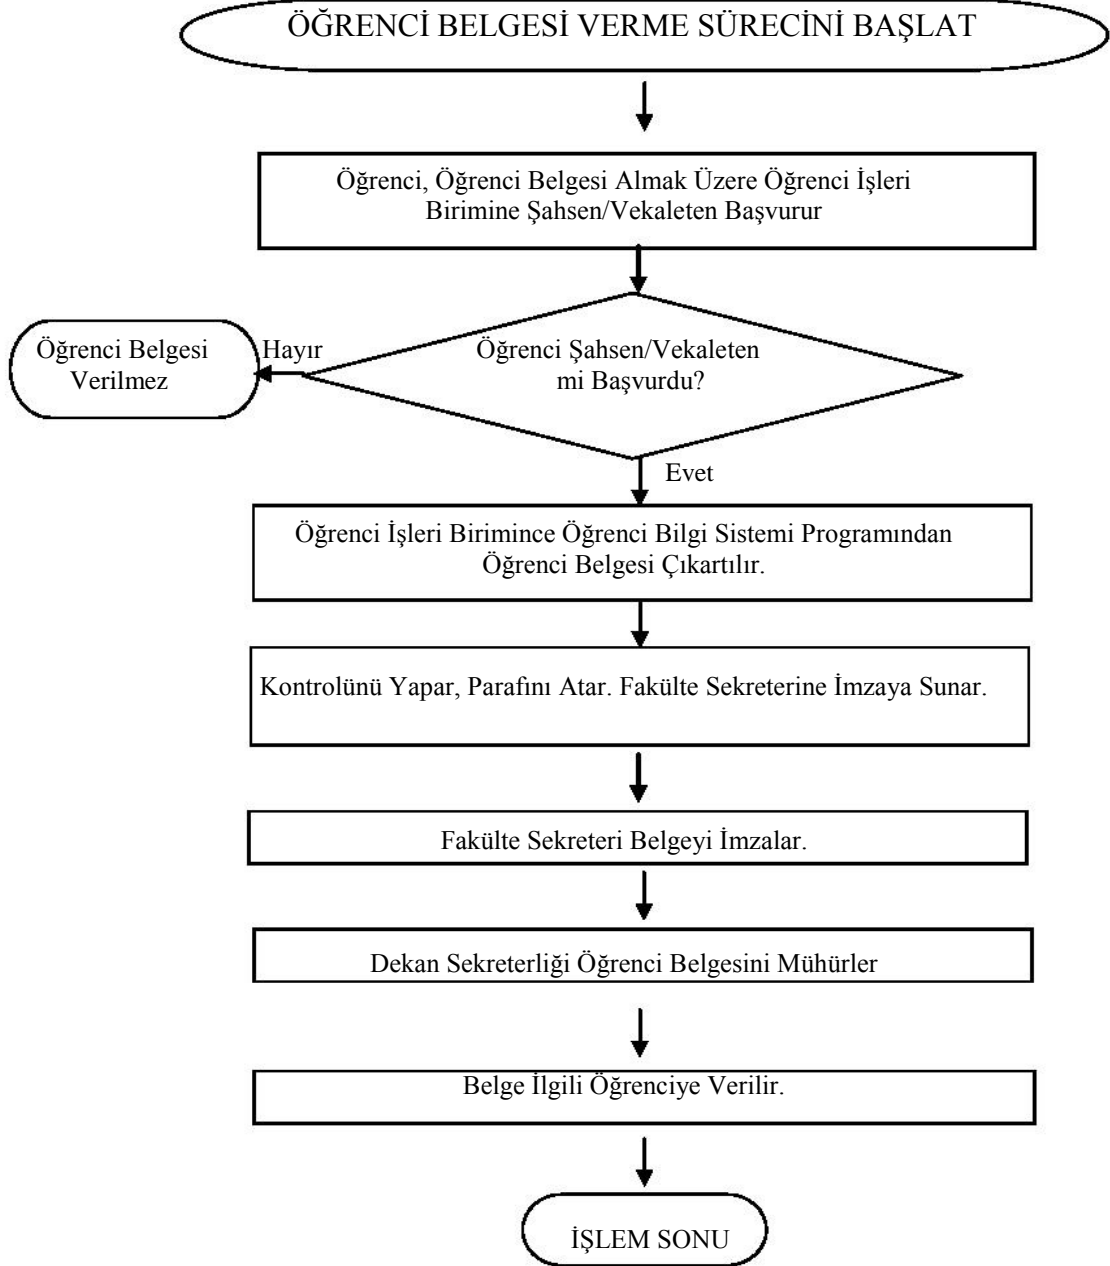 ÖĞRENCİ BELGESİ VERME SÜRECİNİ BAŞLAT
Öğrenci, Öğrenci Belgesi Almak Üzere Öğrenci İşleri
Birimine Şahsen/Vekaleten Başvurur
Öğrenci Belgesi
Verilmez
Hayır
Öğrenci Şahsen/Vekaleten
mi Başvurdu?
Evet
Öğrenci İşleri Birimince Öğrenci Bilgi Sistemi Programından
Öğrenci Belgesi Çıkartılır.
Kontrolünü Yapar, Parafını Atar. Fakülte Sekreterine İmzaya Sunar.
Fakülte Sekreteri Belgeyi İmzalar.
Dekan Sekreterliği Öğrenci Belgesini Mühürler
Belge İlgili Öğrenciye Verilir.
İŞLEM SONU